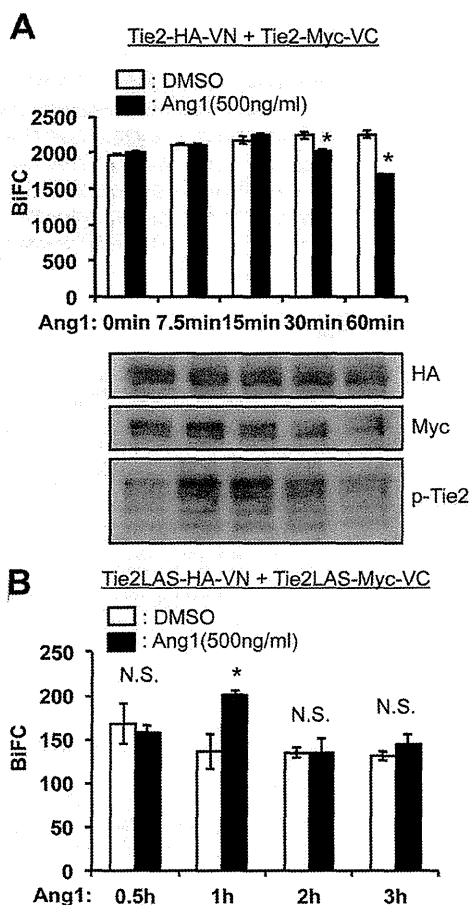 A
Tie2-HA-VN + Tie2-Myc-VC
: DMSO
: Ang1(500ng/ml)
2500
2000
1500
1000
500
0
BiFC
*
*
Ang1: 0min 7.5min 15min 30min 60min
HA
Myc
p-Tie2
B
Tie2LAS-HA-VN + Tie2LAS-Myc-VC
: DMSO
: Ang1(500ng/ml)
250
200
150
100
50
0
BiFC
N.S.
*
N.S.
N.S.
Ang1: 0.5h 1h 2h 3h